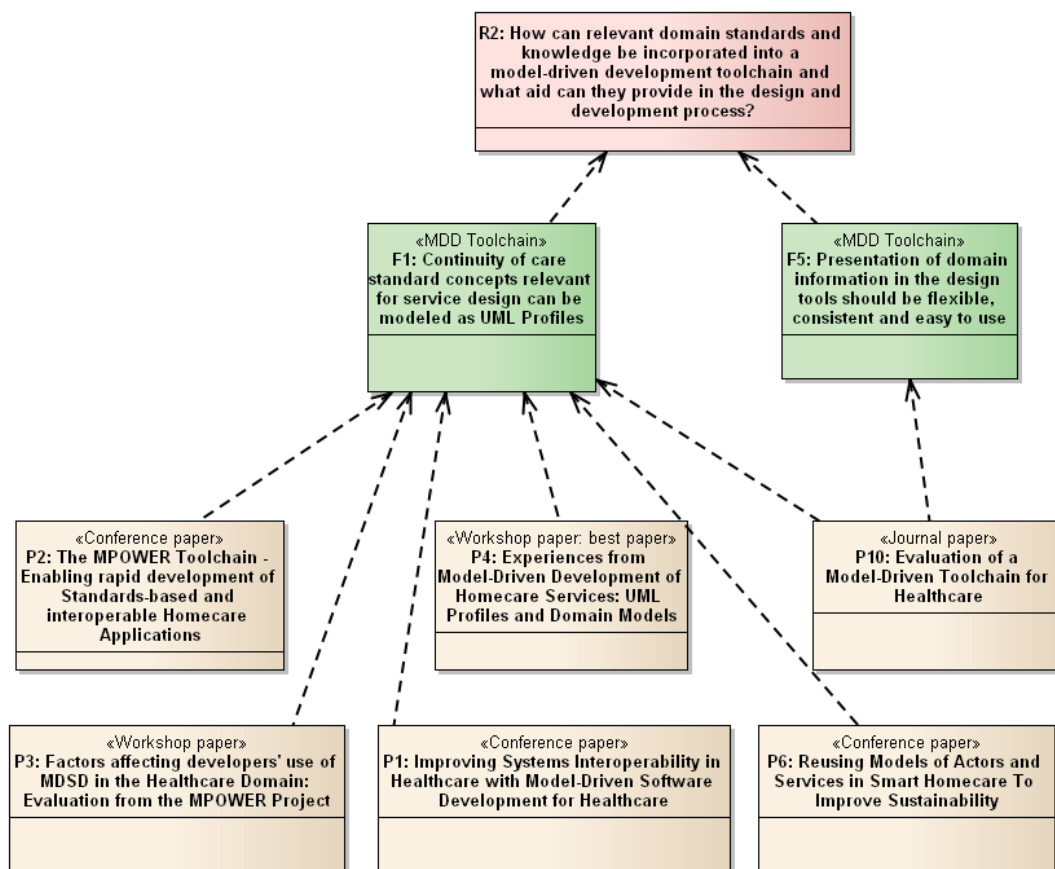 R2: How can relevant domain standards and
knowledge be incorporated into a
model-driven development toolchain and
what aid can they provide in the design and
development process?
«MDD Toolchain»
F1: Continuity of care
standard concepts relevant
for service design can be
modeled as UML Profiles
«MDD Toolchain»
F5: Presentation of domain
information in the design
tools should be flexible,
consistent and easy to use
«Conference paper»
P2: The MPOWER Toolchain -
Enabling rapid development of
Standards-based and
interoperable Homecare
Applications
«Workshop paper: best paper»
P4: Experiences from
Model-Driven Development of
Homecare Services: UML
Profiles and Domain Models
«Journal paper»
P10: Evaluation of a
Model-Driven Toolchain for
Healthcare
«Workshop paper»
P3: Factors affecting developers' use of
MDSD in the Healthcare Domain:
Evaluation from the MPOWER Project
«Conference paper»
P1: Improving Systems Interoperability in
Healthcare with Model-Driven Software
Development for Healthcare
«Conference paper»
P6: Reusing Models of Actors and
Services in Smart Homecare To
Improve Sustainability